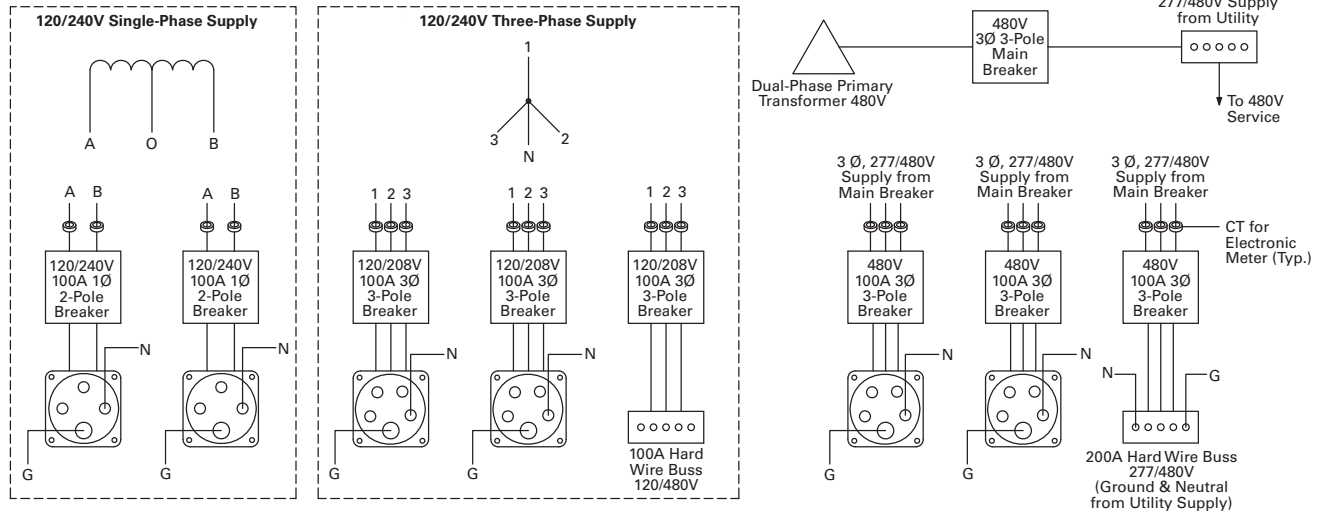 120/240V Single-Phase Supply
A
O
B
A B
A B
120/240V
100A 1Ø
2-Pole
Breaker
120/240V
100A 1Ø
2-Pole
Breaker
N
N
G
G
120/240V Three-Phase Supply
1
3
2
N
1 2 3
1 2 3
1 2 3
120/208V
100A 3Ø
3-Pole
Breaker
120/208V
100A 3Ø
3-Pole
Breaker
120/208V
100A 3Ø
3-Pole
Breaker
N
N
G
G
100A Hard
Wire Buss
120/480V
Dual-Phase Primary
Transformer 480V
480V
3Ø 3-Pole
Main
Breaker
277/480V Supply
from Utility
To 480V
Service
3 Ø, 277/480V
Supply from
Main Breaker
3 Ø, 277/480V
Supply from
Main Breaker
3 Ø, 277/480V
Supply from
Main Breaker
CT for
Electronic
Meter (Typ.)
480V
100A 3Ø
3-Pole
Breaker
480V
100A 3Ø
3-Pole
Breaker
480V
100A 3Ø
3-Pole
Breaker
N
N
N
G
G
G
200A Hard Wire Buss
277/480V
(Ground & Neutral
from Utility Supply)